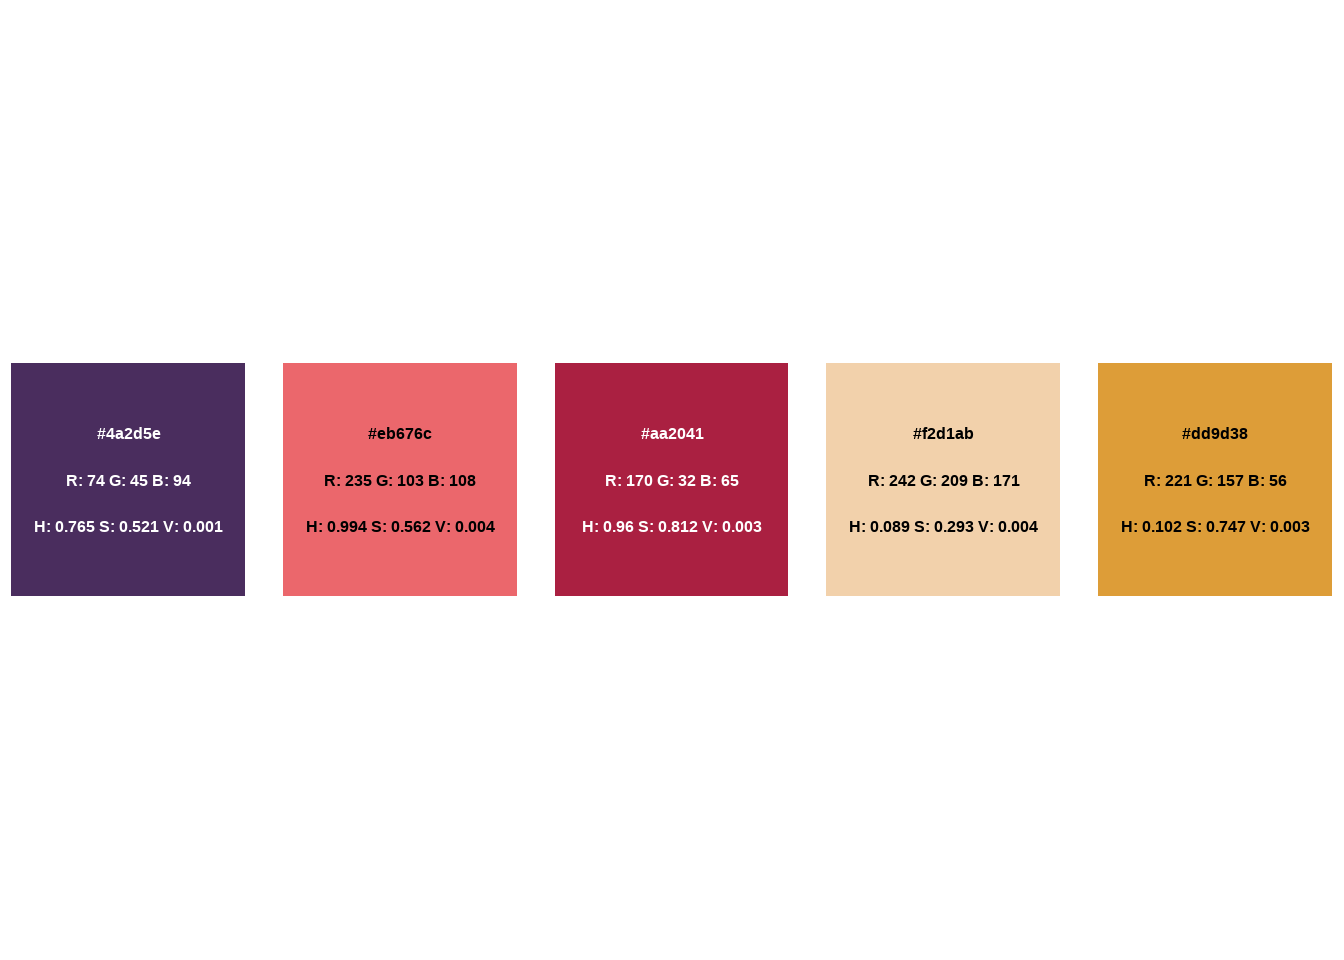 #4a2d5e
R: 74 G: 45 B: 94
H: 0.765 S: 0.521 V: 0.001
#eb676c
R: 235 G: 103 B: 108
H: 0.994 S: 0.562 V: 0.004
#aa2041
R: 170 G: 32 B: 65
H: 0.96 S: 0.812 V: 0.003
#f2d1ab
R: 242 G: 209 B: 171
H: 0.089 S: 0.293 V: 0.004
#dd9d38
R: 221 G: 157 B: 56
H: 0.102 S: 0.747 V: 0.003